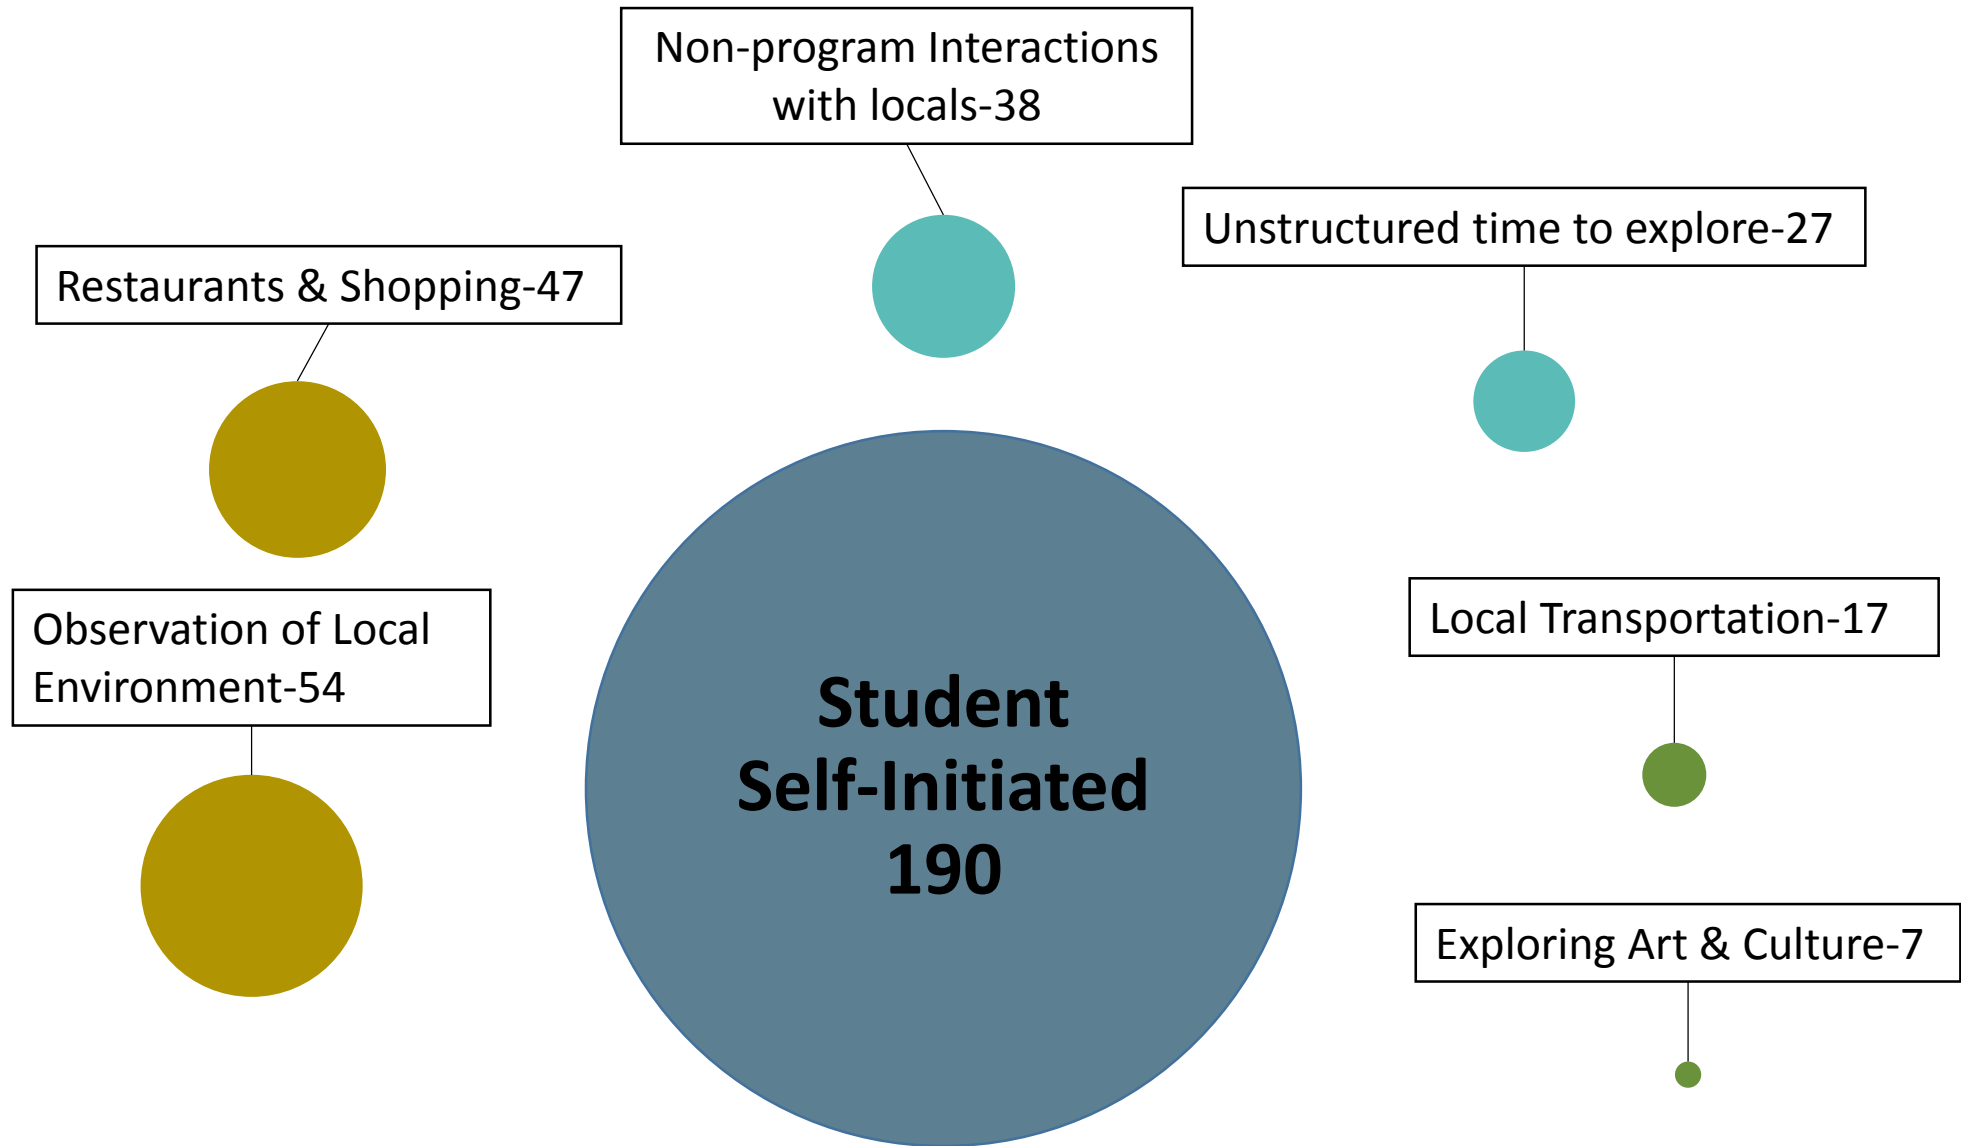 Non-program Interactions
with locals-38
Unstructured time to explore-27
Restaurants & Shopping-47
Observation of Local
Environment-54
Student
Self-Initiated
190
Local Transportation-17
Exploring Art & Culture-7